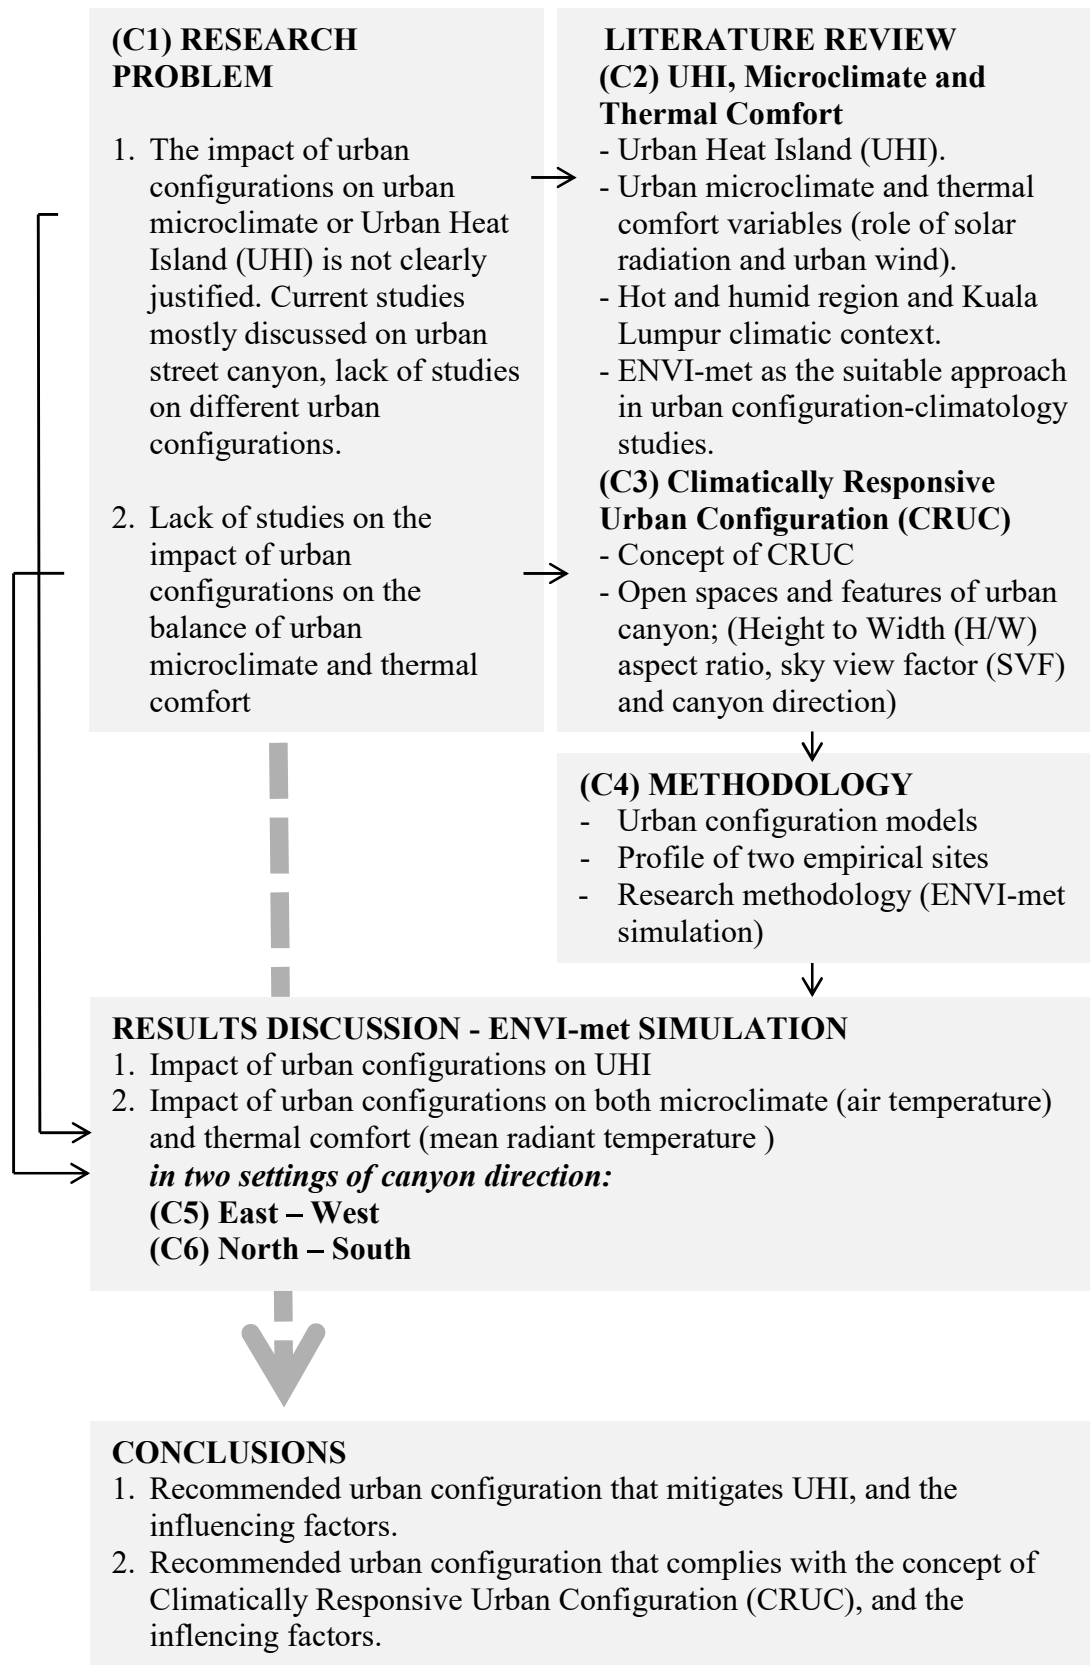 (C1) RESEARCH
PROBLEM
1. The impact of urban
configurations on urban
microclimate or Urban Heat
Island (UHI) is not clearly
justified. Current studies
mostly discussed on urban
street canyon, lack of studies
on different urban
configurations.
2. Lack of studies on the
impact of urban
configurations on the
balance of urban
microclimate and thermal
comfort
LITERATURE REVIEW
(C2) UHI, Microclimate and
Thermal Comfort
- Urban Heat Island (UHI).
- Urban microclimate and thermal
comfort variables (role of solar
radiation and urban wind).
- Hot and humid region and Kuala
Lumpur climatic context.
- ENVI-met as the suitable approach
in urban configuration-climatology
studies.
(C3) Climatically Responsive
Urban Configuration (CRUC)
- Concept of CRUC
- Open spaces and features of urban
canyon; (Height to Width (H/W)
aspect ratio, sky view factor (SVF)
and canyon direction)
(C4) METHODOLOGY
- Urban configuration models
- Profile of two empirical sites
- Research methodology (ENVI-met
simulation)
RESULTS DISCUSSION - ENVI-met SIMULATION
1. Impact of urban configurations on UHI
2. Impact of urban configurations on both microclimate (air temperature)
and thermal comfort (mean radiant temperature )
in two settings of canyon direction:
(C5) East – West
(C6) North – South
CONCLUSIONS
1. Recommended urban configuration that mitigates UHI, and the
influencing factors.
2. Recommended urban configuration that complies with the concept of
Climatically Responsive Urban Configuration (CRUC), and the
inflencing factors.